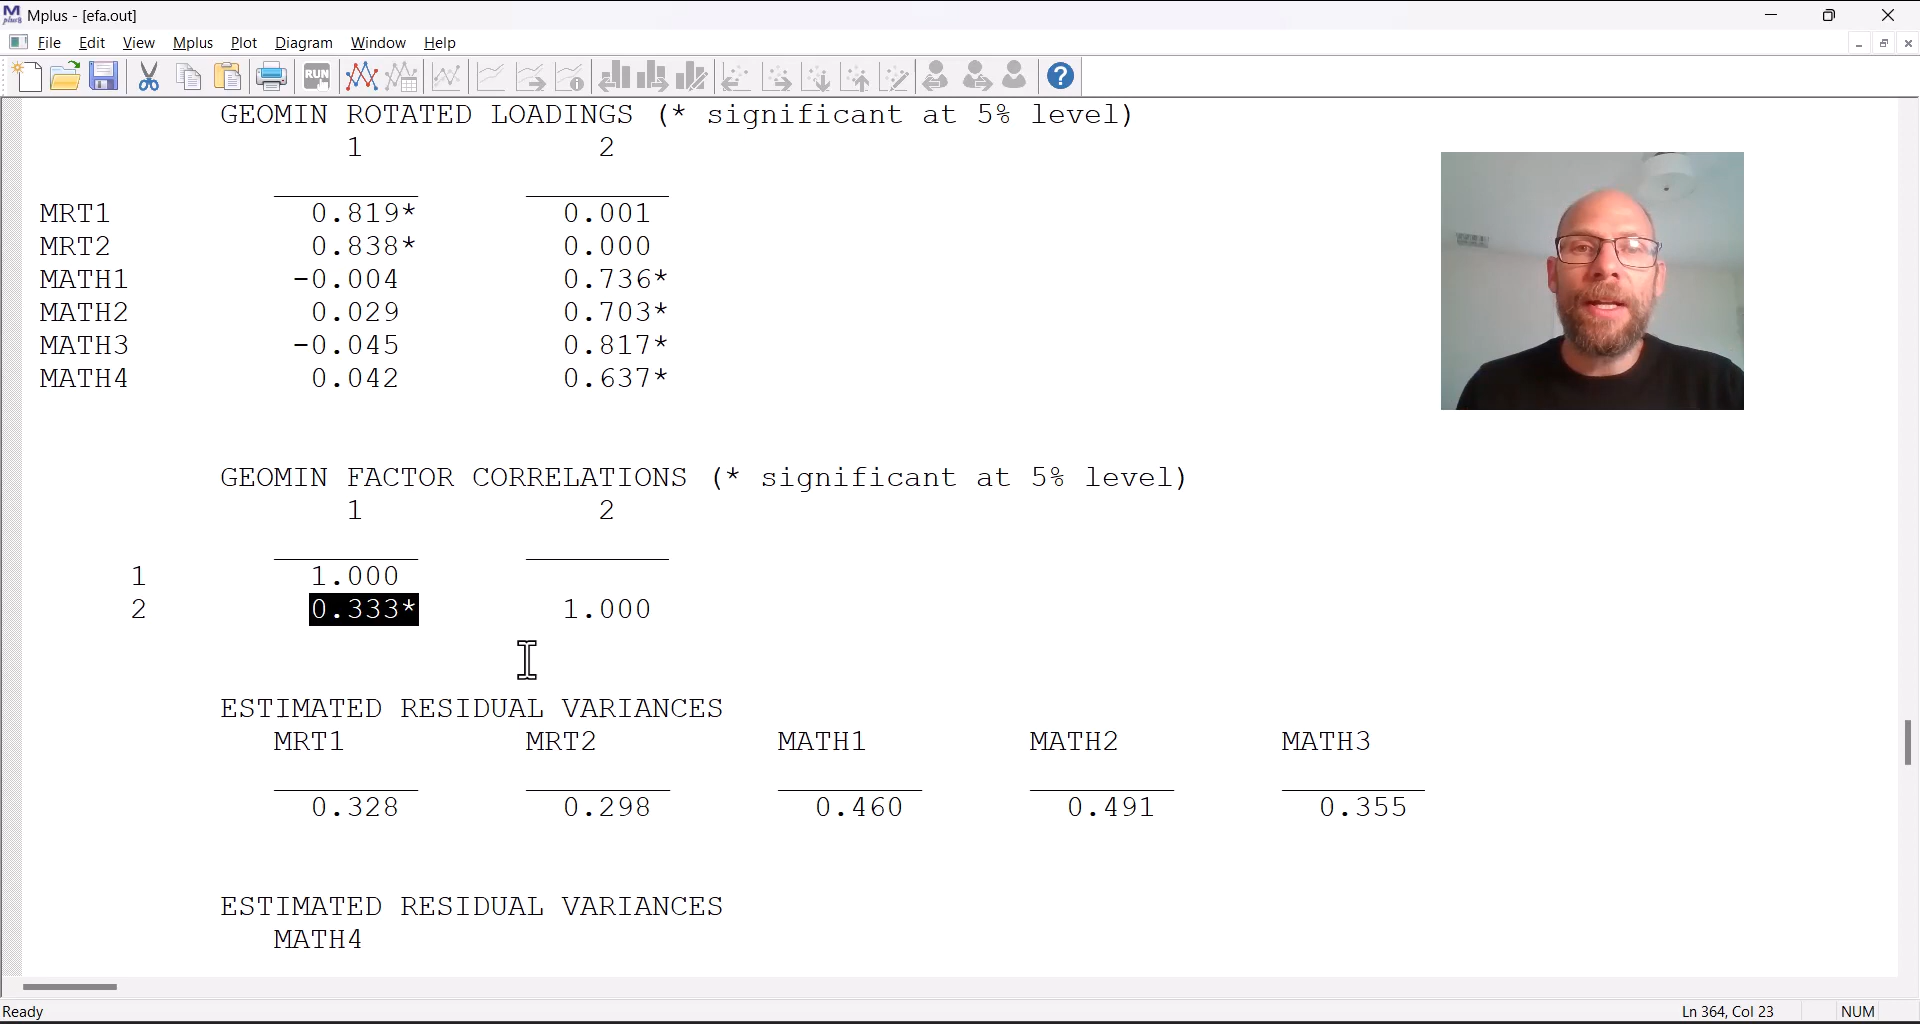 Mplus - [efa.out]
File Edit View Mplus Plot Diagram Window Help
RUN
GEOMIN ROTATED LOADINGS (* significant at 5% level)
1 2
MRT1 0.819* 0.001
MRT2 0.838* 0.000
MATH1 -0.004 0.736*
MATH2 0.029 0.703*
MATH3 -0.045 0.817*
MATH4 0.042 0.637*
GEOMIN FACTOR CORRELATIONS (* significant at 5% level)
1 2
1 1.000
2 0.333* 1.000
ESTIMATED RESIDUAL VARIANCES
MRT1 MRT2 MATH1 MATH2 MATH3
0.328 0.298 0.460 0.491 0.355
ESTIMATED RESIDUAL VARIANCES
MATH4
Ready Ln 364, Col 23 NUM